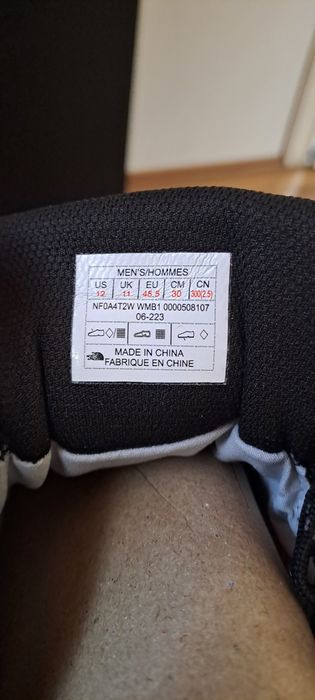 MEN'S/HOMMES
US UK EU CM CN
12 11 45,5 30 300(2.5)
NF0A4T2W WMB1 0000508107
06-223
MADE IN CHINA
FABRIQUE EN CHINE